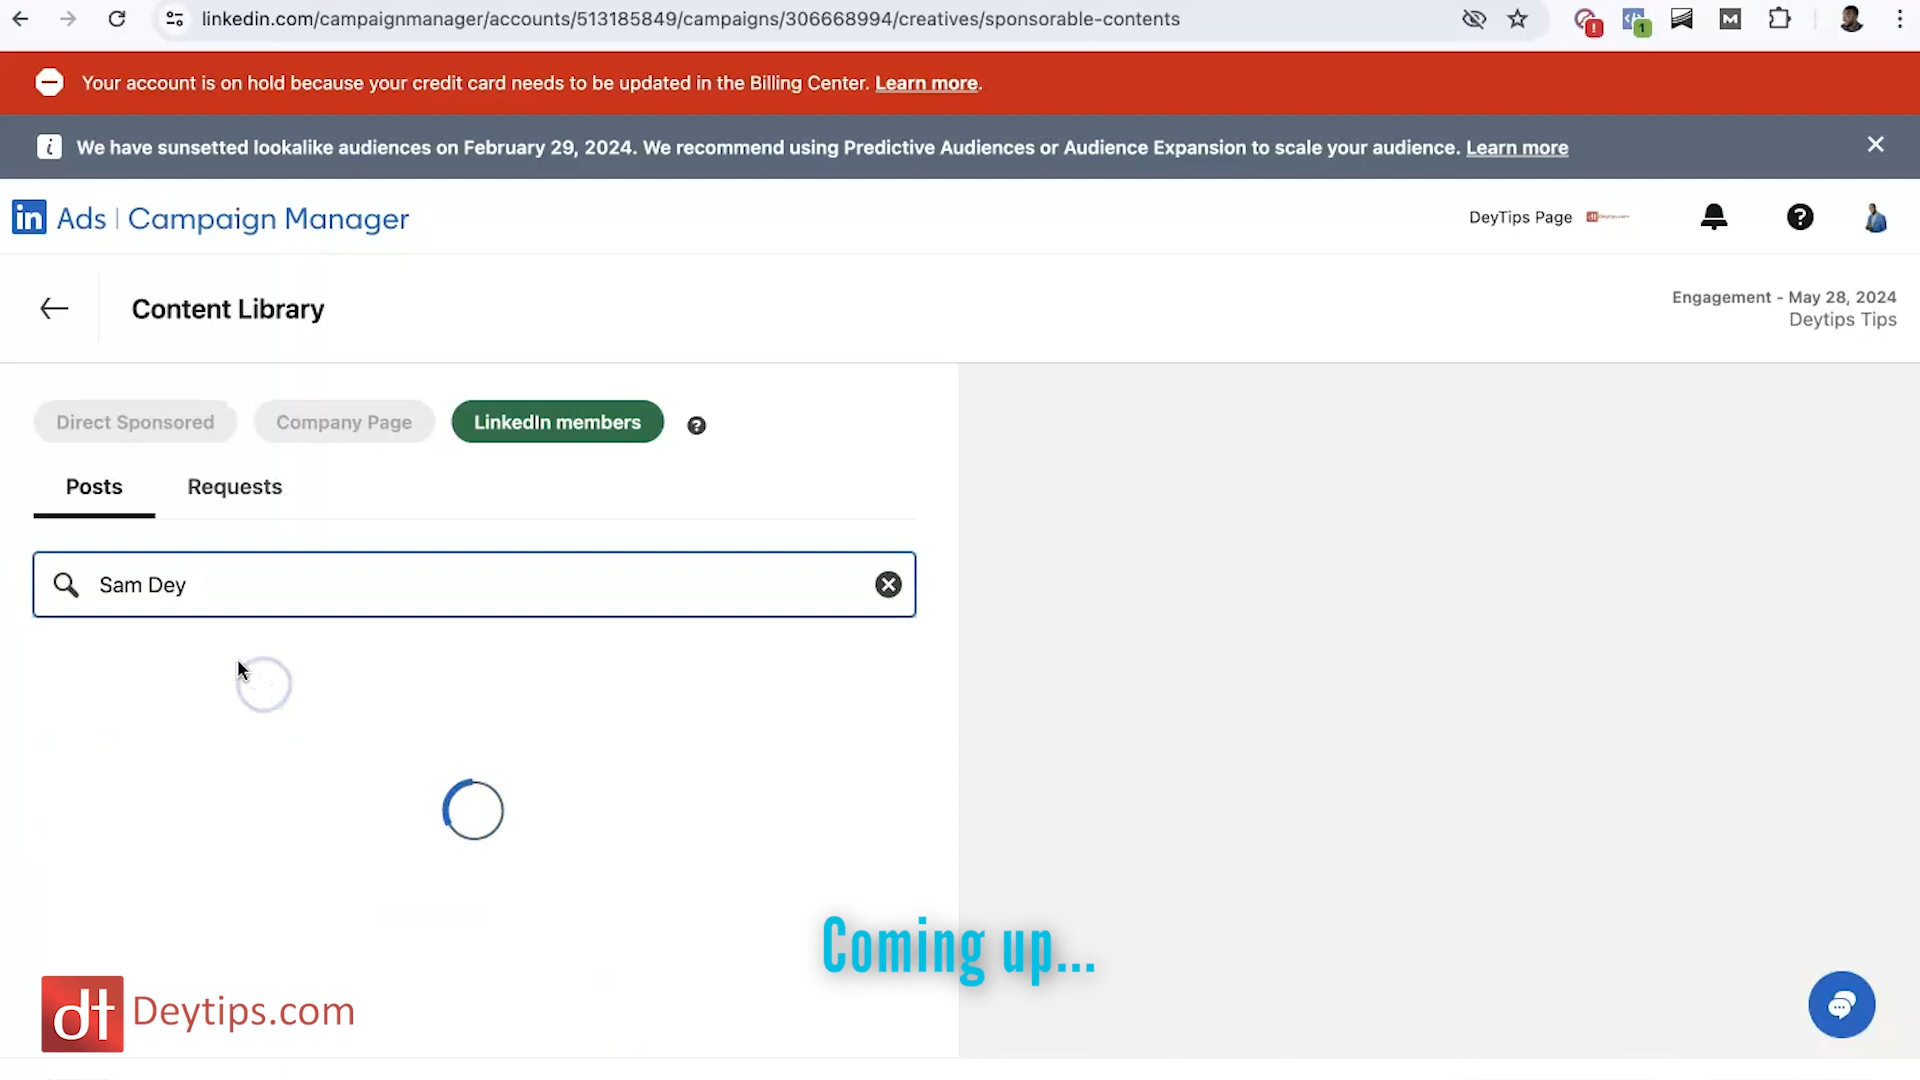 linkedin.com/campaignmanager/accounts/513185849/campaigns/306668994/creatives/sponsorable-contents
Your account is on hold because your credit card needs to be updated in the Billing Center. Learn more.
We have sunsetted lookalike audiences on February 29, 2024. We recommend using Predictive Audiences or Audience Expansion to scale your audience. Learn more
in Ads | Campaign Manager
DeyTips Page
Content Library
Engagement - May 28, 2024
Deytips Tips
Direct Sponsored
Company Page
LinkedIn members
Posts
Requests
Sam Dey
Coming up...
dt Deytips.com